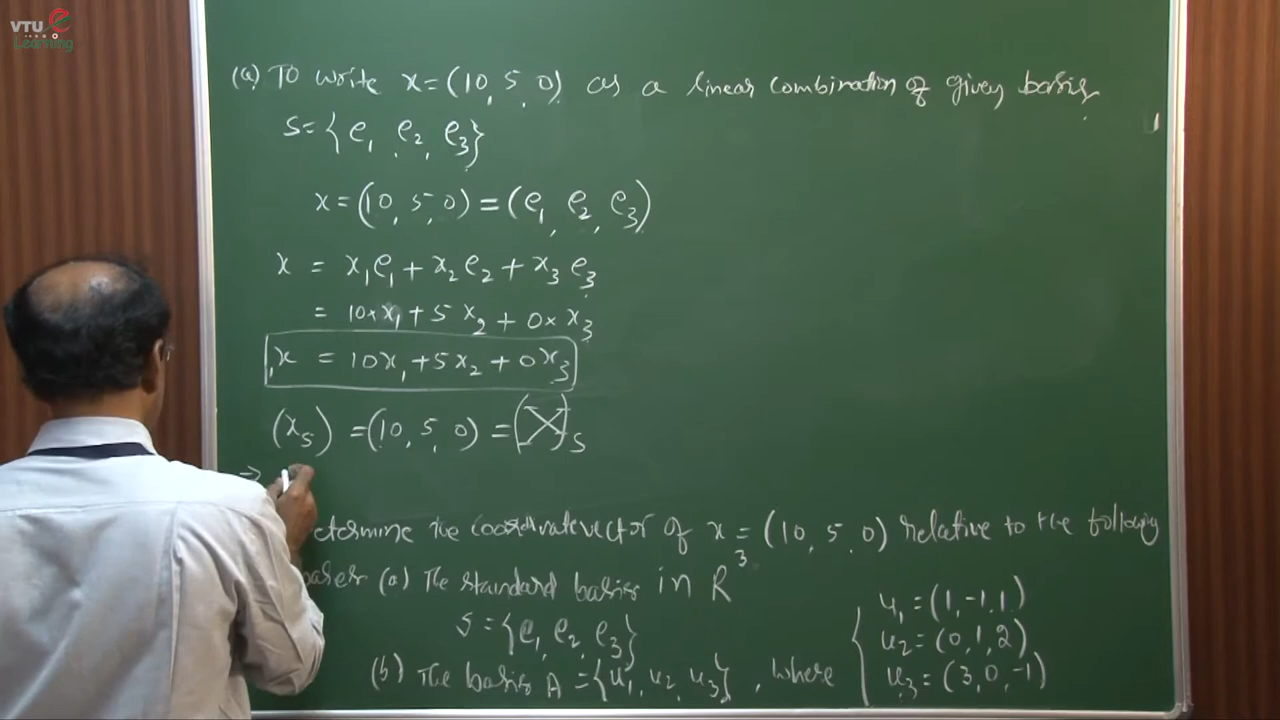 VTU e Learning
(a) To write x = (10, 5, 0) as a linear combination of given basis
S = {e₁, e₂, e₃}
x = (10, 5, 0) = (e₁, e₂, e₃)
x = x₁e₁ + x₂e₂ + x₃e₃
= 10×x₁ + 5 x₂ + 0× x₃
x = 10x₁ + 5x₂ + 0x₃
(x_S) = (10, 5, 0) = (X)_S
⇒
etermine the coordinate vector of x = (10, 5, 0) relative to the following
bases (a) The standard basis in R³
S = {e₁, e₂, e₃}
(b) The basis A = {u₁, u₂, u₃}, where
u₁ = (1, -1, 1)
u₂ = (0, 1, 2)
u₃ = (3, 0, -1)